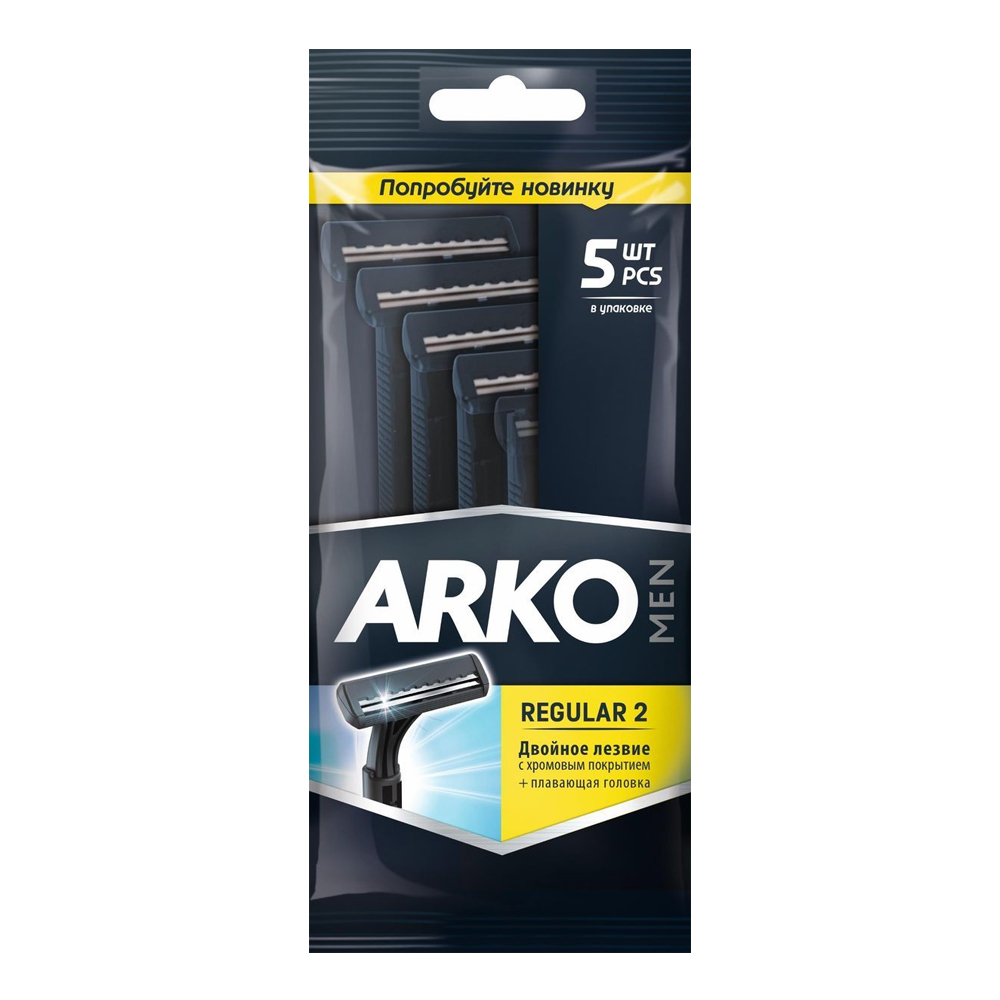 Попробуйте новинку
5 ШТ
PCS
в упаковке
ARKO
MEN
REGULAR 2
Двойное лезвие
с хромовым покрытием
+ плавающая головка